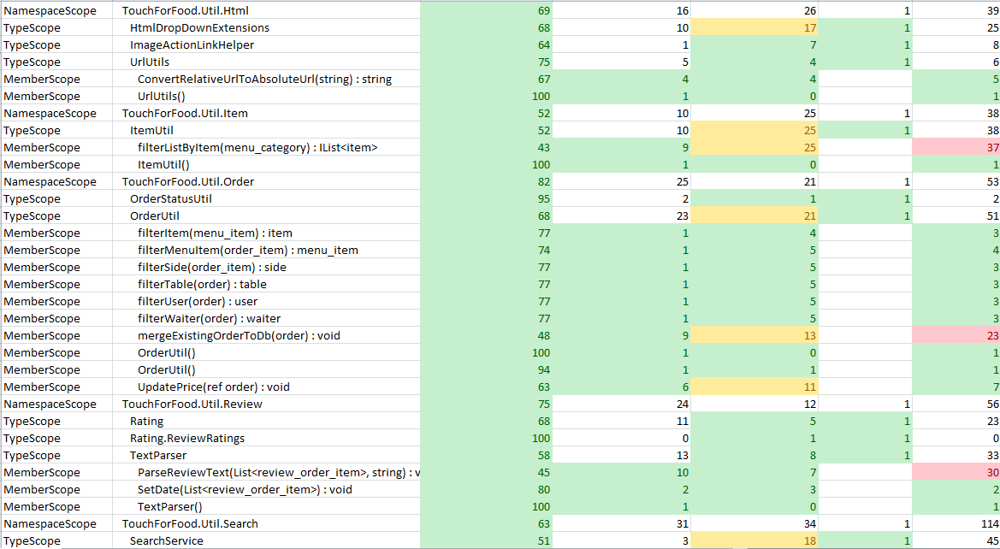 NamespaceScope TouchForFood.Util.Html 69 16 26 1 39
TypeScope HtmlDropDownExtensions 68 10 17 1 25
TypeScope ImageActionLinkHelper 64 1 7 1 8
TypeScope UrlUtils 75 5 4 1 6
MemberScope ConvertRelativeUrlToAbsoluteUrl(string) : string 67 4 4 5
MemberScope UrlUtils() 100 1 0 1
NamespaceScope TouchForFood.Util.Item 52 10 25 1 38
TypeScope ItemUtil 52 10 25 1 38
MemberScope filterListByItem(menu_category) : IList<item> 43 9 25 37
MemberScope ItemUtil() 100 1 0 1
NamespaceScope TouchForFood.Util.Order 82 25 21 1 53
TypeScope OrderStatusUtil 95 2 1 1 2
TypeScope OrderUtil 68 23 21 1 51
MemberScope filterItem(menu_item) : item 77 1 4 3
MemberScope filterMenuItem(order_item) : menu_item 74 1 5 4
MemberScope filterSide(order_item) : side 77 1 5 3
MemberScope filterTable(order) : table 77 1 5 3
MemberScope filterUser(order) : user 77 1 5 3
MemberScope filterWaiter(order) : waiter 77 1 5 3
MemberScope mergeExistingOrderToDb(order) : void 48 9 13 23
MemberScope OrderUtil() 100 1 0 1
MemberScope OrderUtil() 94 1 1 1
MemberScope UpdatePrice(ref order) : void 63 6 11 7
NamespaceScope TouchForFood.Util.Review 75 24 12 1 56
TypeScope Rating 68 11 5 1 23
TypeScope Rating.ReviewRatings 100 0 1 1 0
TypeScope TextParser 58 13 8 1 33
MemberScope ParseReviewText(List<review_order_item>, string) : v 45 10 7 30
MemberScope SetDate(List<review_order_item>) : void 80 2 3 2
MemberScope TextParser() 100 1 0 1
NamespaceScope TouchForFood.Util.Search 63 31 34 1 114
TypeScope SearchService 51 3 18 1 45